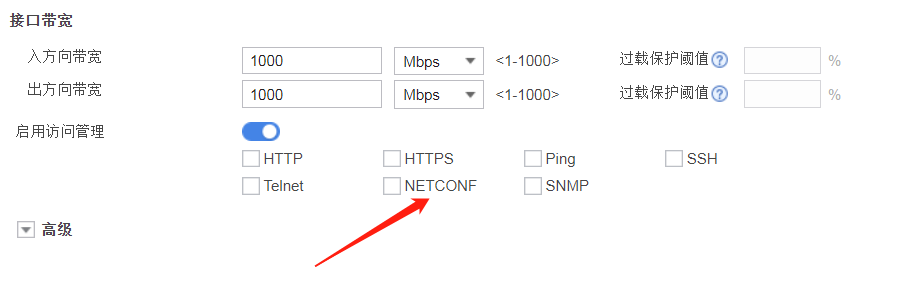 接口带宽
入方向带宽 1000 Mbps <1-1000> 过载保护阈值 ? %
出方向带宽 1000 Mbps <1-1000> 过载保护阈值 ? %
启用访问管理
HTTP HTTPS Ping SSH
Telnet NETCONF SNMP
高级